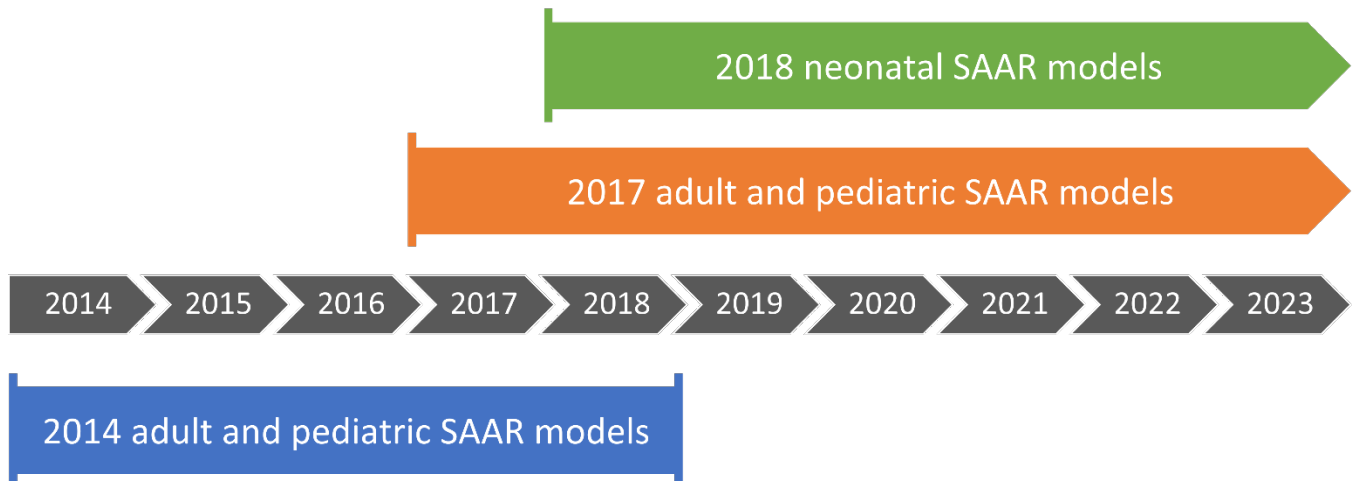 2018 neonatal SAAR models
2017 adult and pediatric SAAR models
2014 2015 2016 2017 2018 2019 2020 2021 2022 2023
2014 adult and pediatric SAAR models